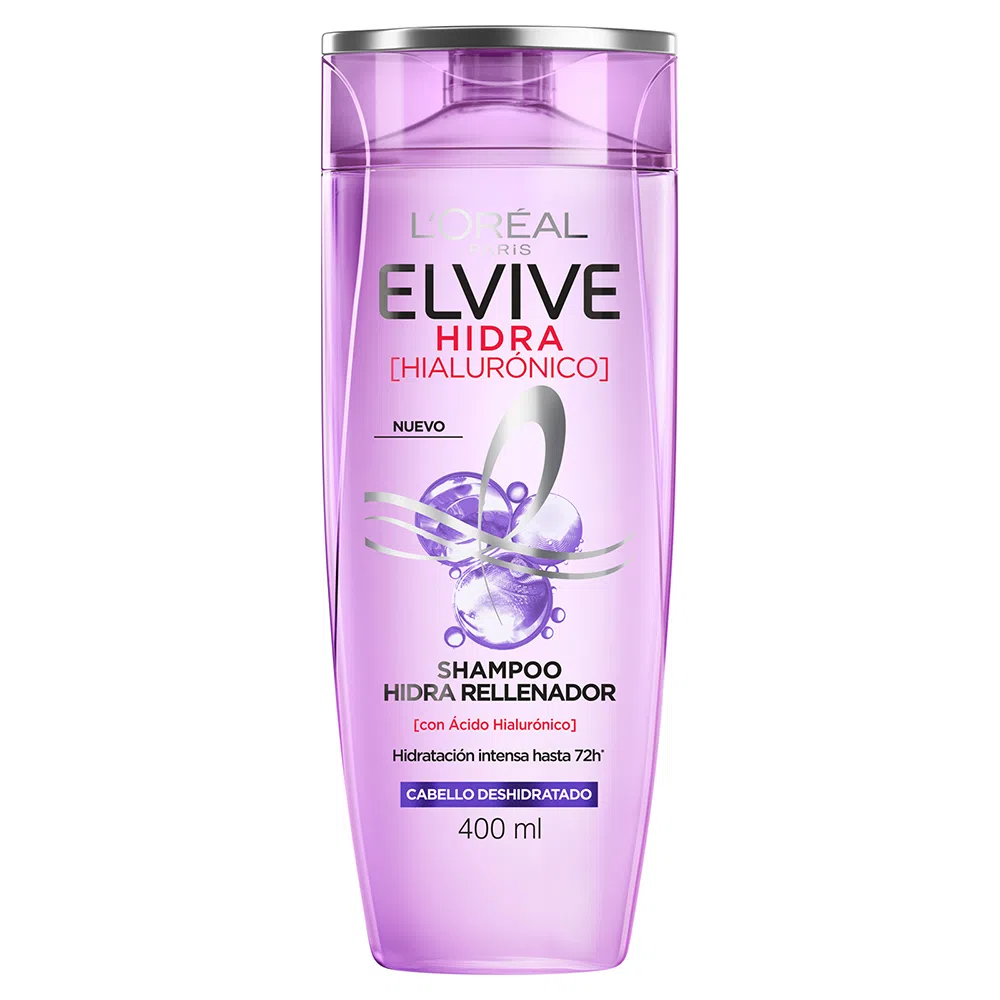 L'ORÉAL
PARiS
ELVIVE
HIDRA
[HIALURÓNICO]
NUEVO
SHAMPOO
HIDRA RELLENADOR
[con Ácido Hialurónico]
Hidratación intensa hasta 72h*
CABELLO DESHIDRATADO
400 ml